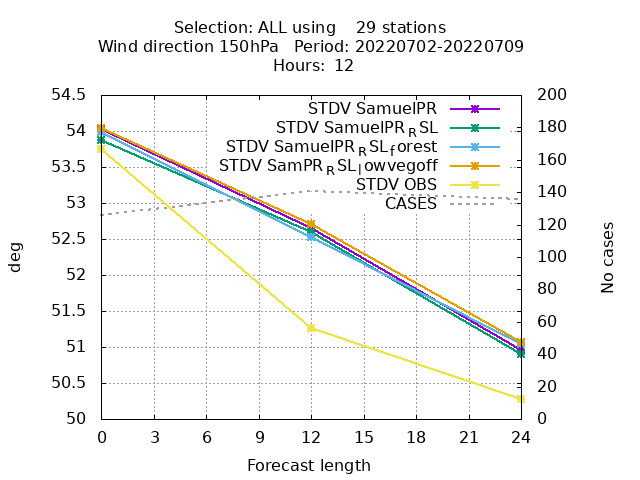 Selection: ALL using    29 stations
Wind direction 150hPa   Period: 20220702-20220709
Hours:  12
STDV SamuelPR
STDV SamuelPR_RSL
STDV SamuelPR_RSL_forest
STDV SamPR_RSL_lowvegoff
STDV OBS
CASES
54.5
54
53.5
53
52.5
52
51.5
51
50.5
50
200
180
160
140
120
100
80
60
40
20
0
deg
No cases
0 3 6 9 12 15 18 21 24
Forecast length